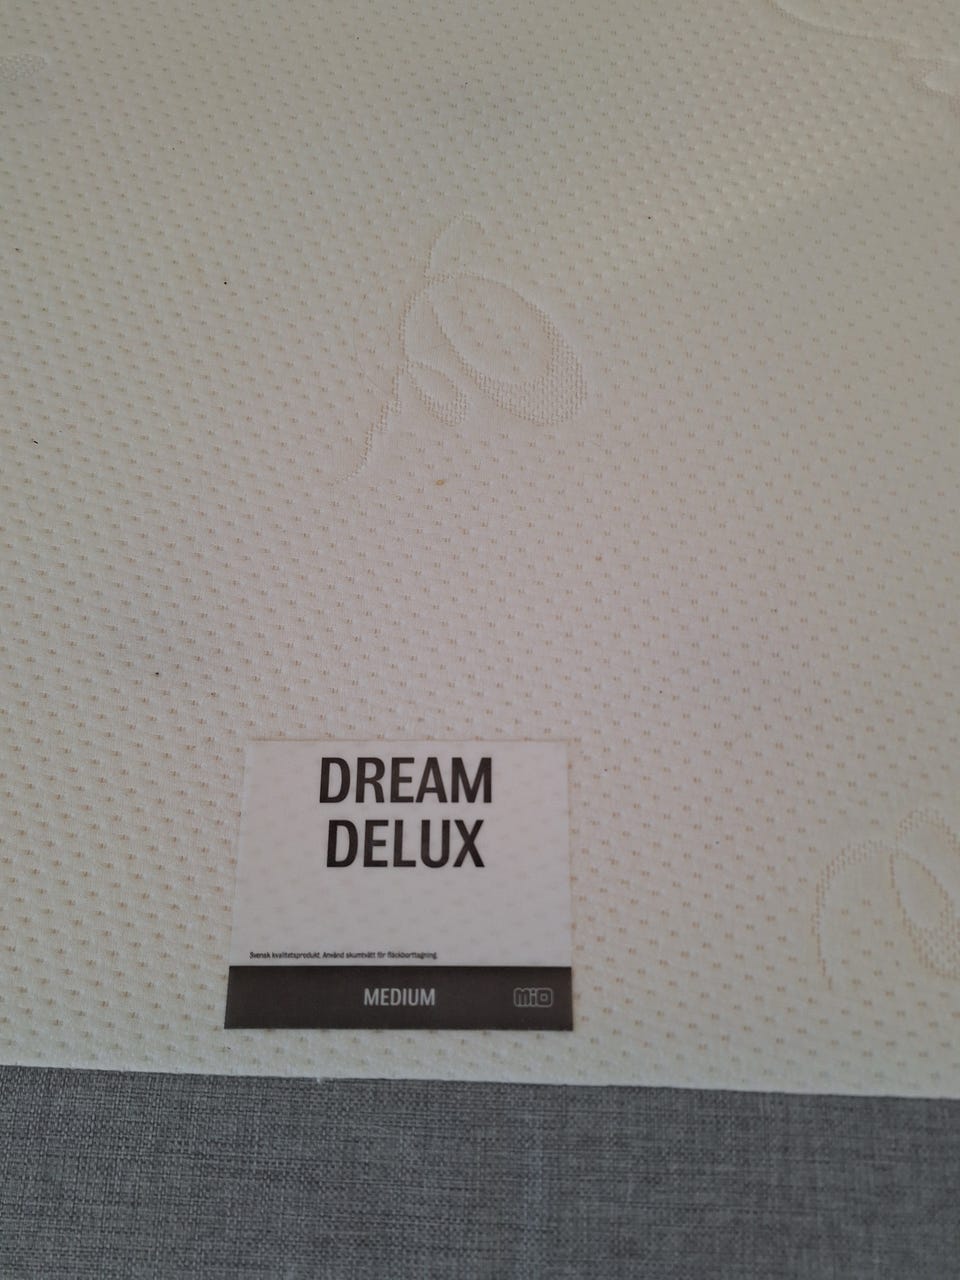 DREAM
DELUX
Svensk kvalitetsprodukt. Använd skumtvätt för fläckborttagning.
MEDIUM
MiO